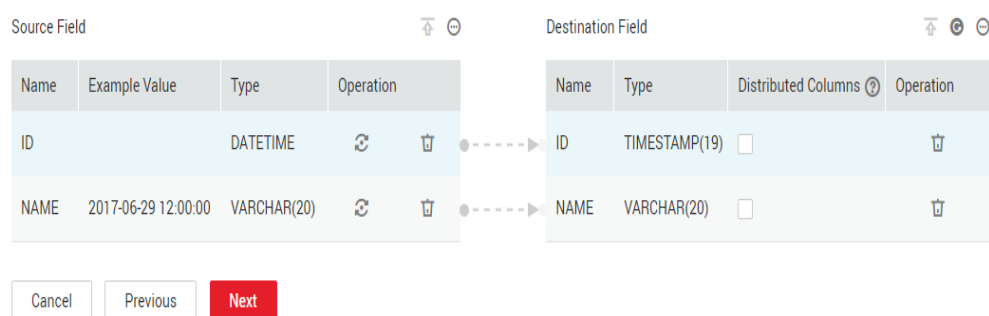 Source Field
Destination Field
Name Example Value Type Operation
Name Type Distributed Columns ? Operation
ID DATETIME
ID TIMESTAMP(19)
NAME 2017-06-29 12:00:00 VARCHAR(20)
NAME VARCHAR(20)
Cancel Previous Next